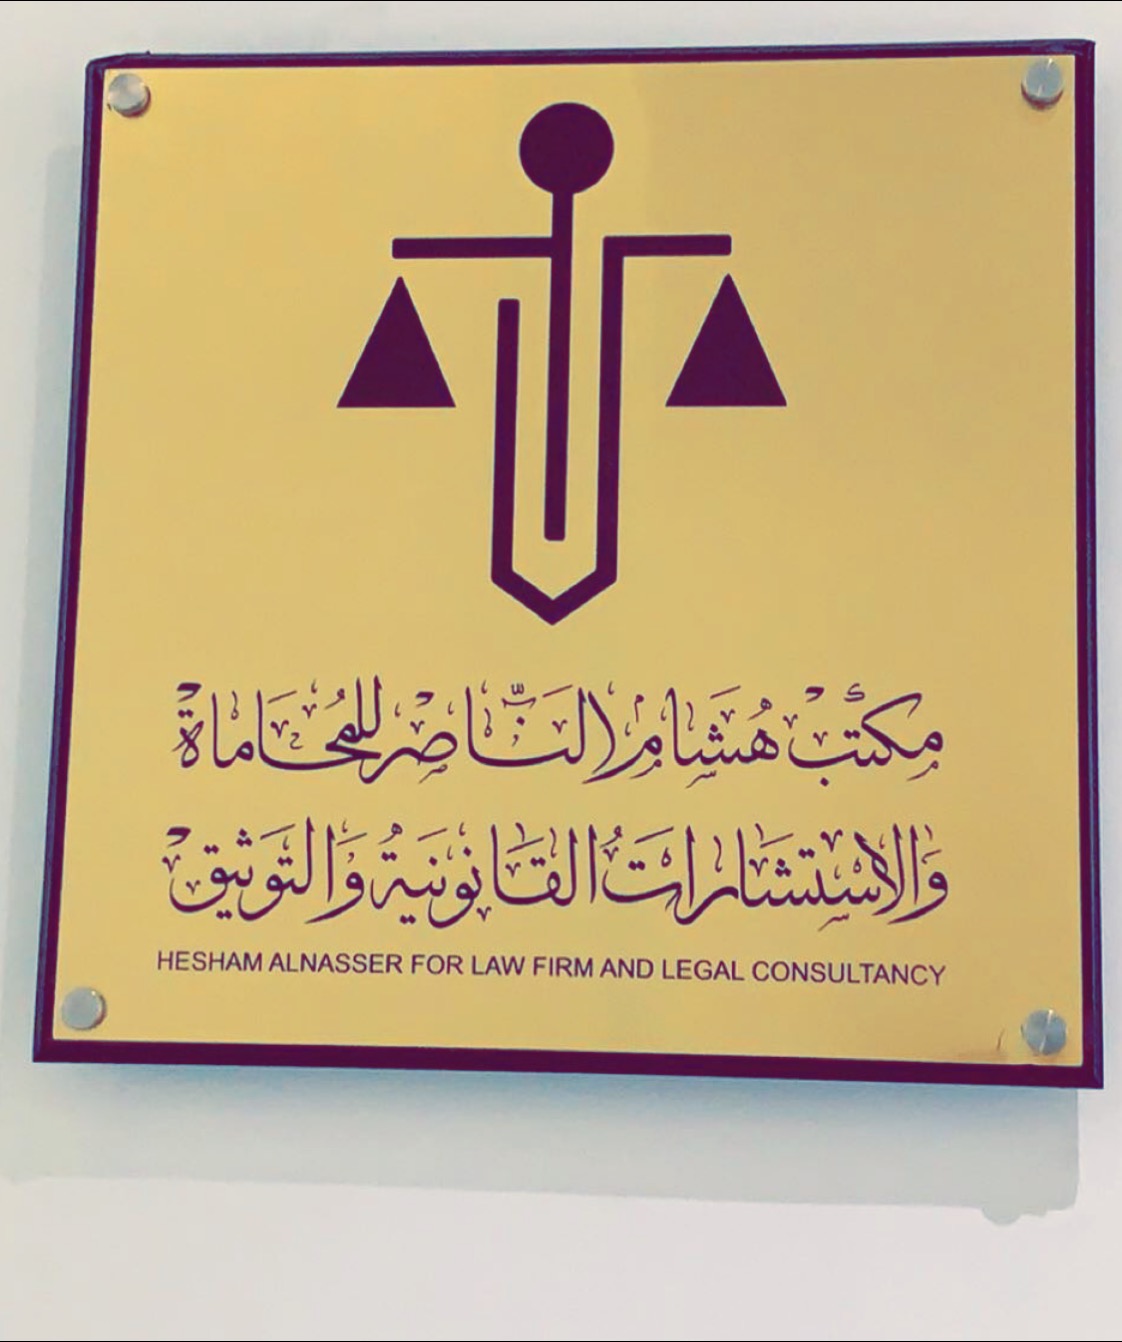 مكتب هشام الناصر للمحاماة
والاستشارات القانونية والتوثيق
HESHAM ALNASSER FOR LAW FIRM AND LEGAL CONSULTANCY